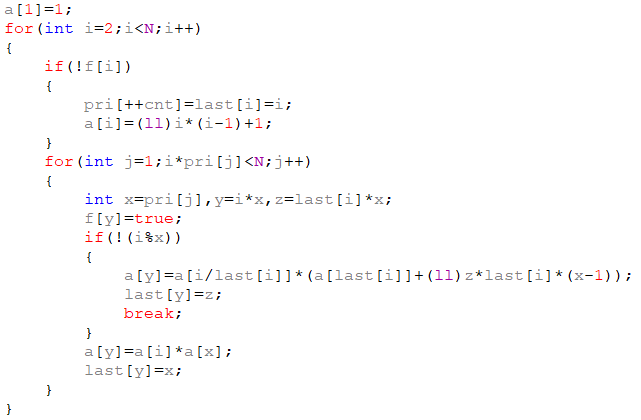 a[1]=1;
for(int i=2;i<N;i++)
{
    if(!f[i])
    {
        pri[++cnt]=last[i]=i;
        a[i]=(ll)i*(i-1)+1;
    }
    for(int j=1;i*pri[j]<N;j++)
    {
        int x=pri[j],y=i*x,z=last[i]*x;
        f[y]=true;
        if(!(i%x))
        {
            a[y]=a[i/last[i]]*(a[last[i]]+(ll)z*last[i]*(x-1));
            last[y]=z;
            break;
        }
        a[y]=a[i]*a[x];
        last[y]=x;
    }
}